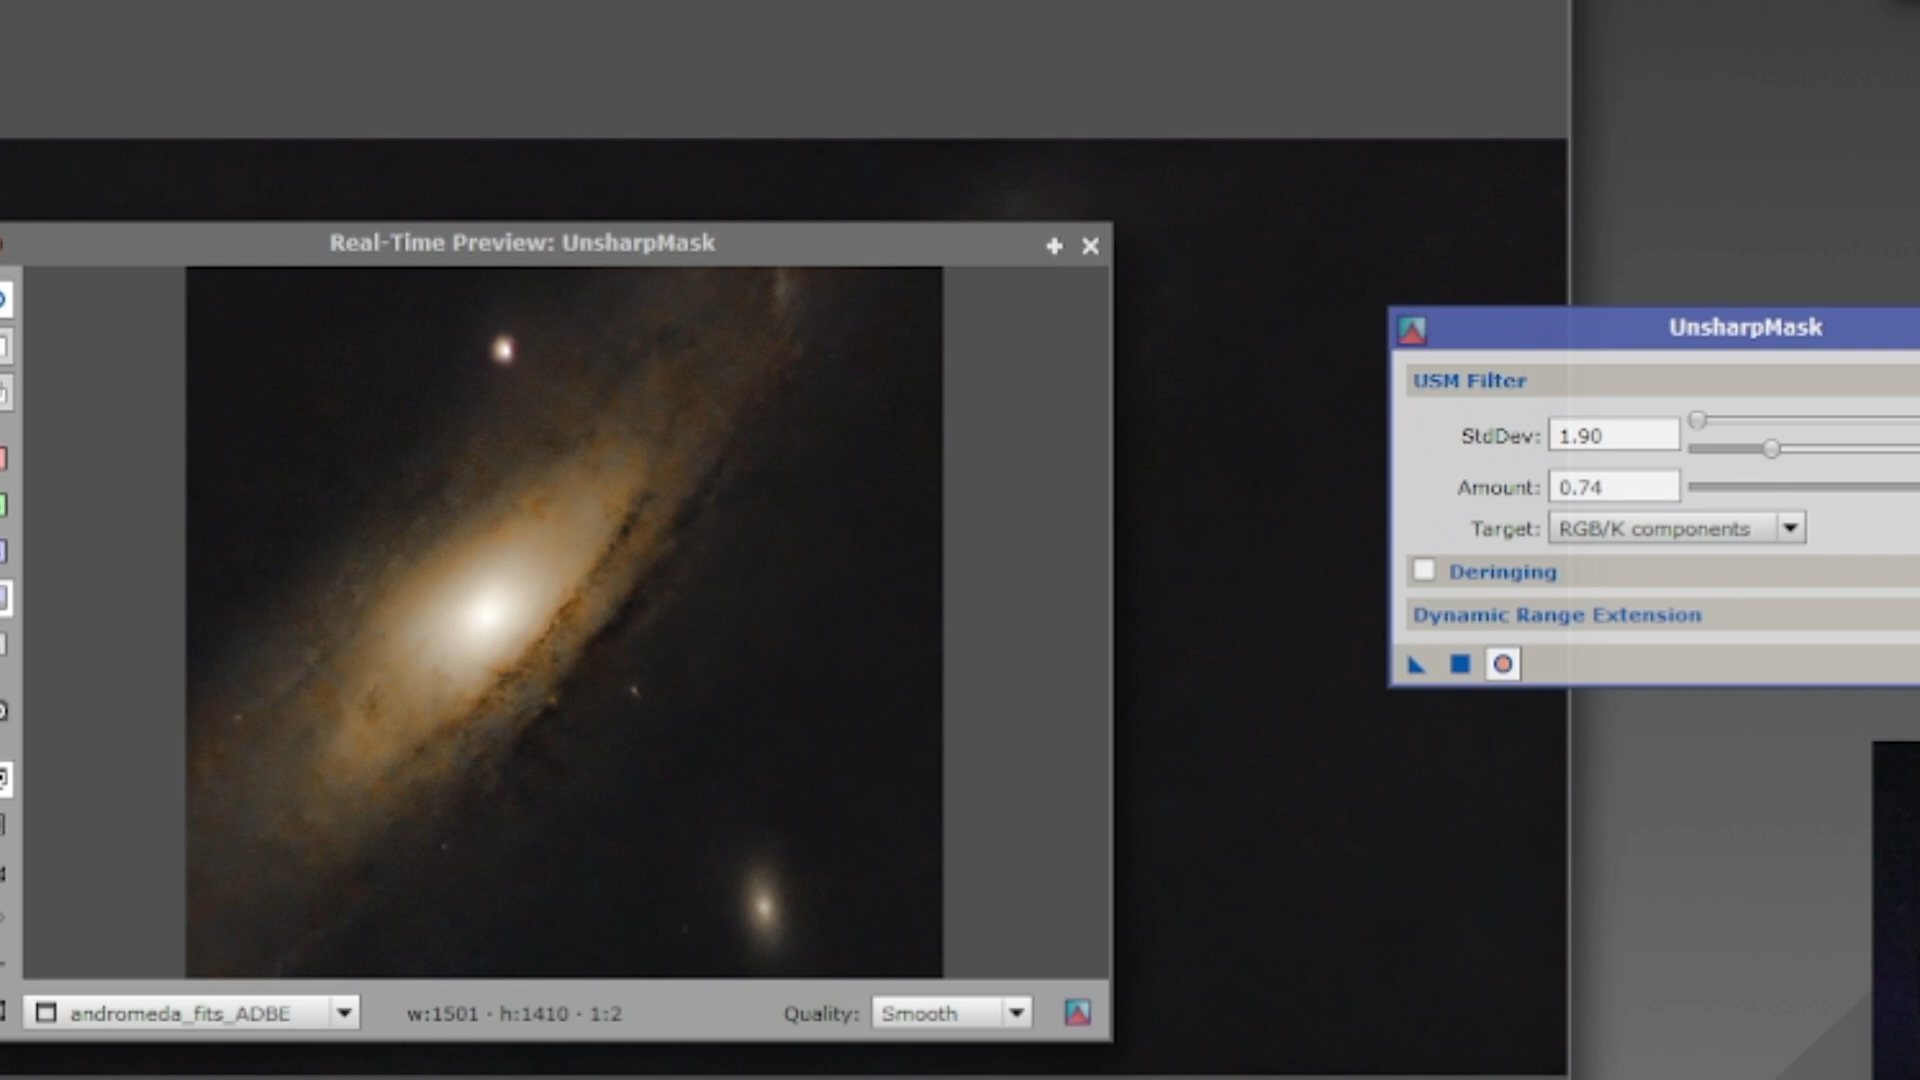 Real-Time Preview: UnsharpMask
UnsharpMask
USM Filter
StdDev: 1.90
Amount: 0.74
Target: RGB/K components
Deringing
Dynamic Range Extension
andromeda_fits_ADBE w:1501 · h:1410 · 1:2 Quality: Smooth